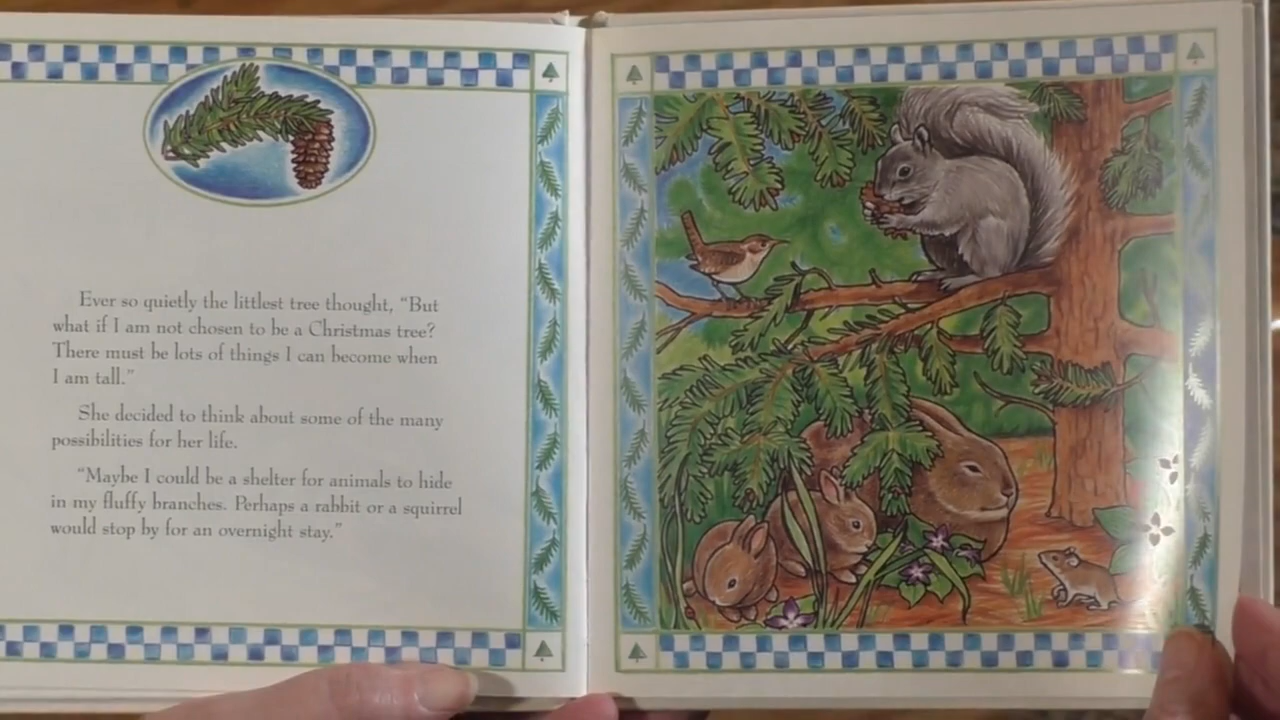 Ever so quietly the littlest tree thought, “But
what if I am not chosen to be a Christmas tree?
There must be lots of things I can become when
I am tall.”
She decided to think about some of the many
possibilities for her life.
“Maybe I could be a shelter for animals to hide
in my fluffy branches. Perhaps a rabbit or a squirrel
would stop by for an overnight stay.”